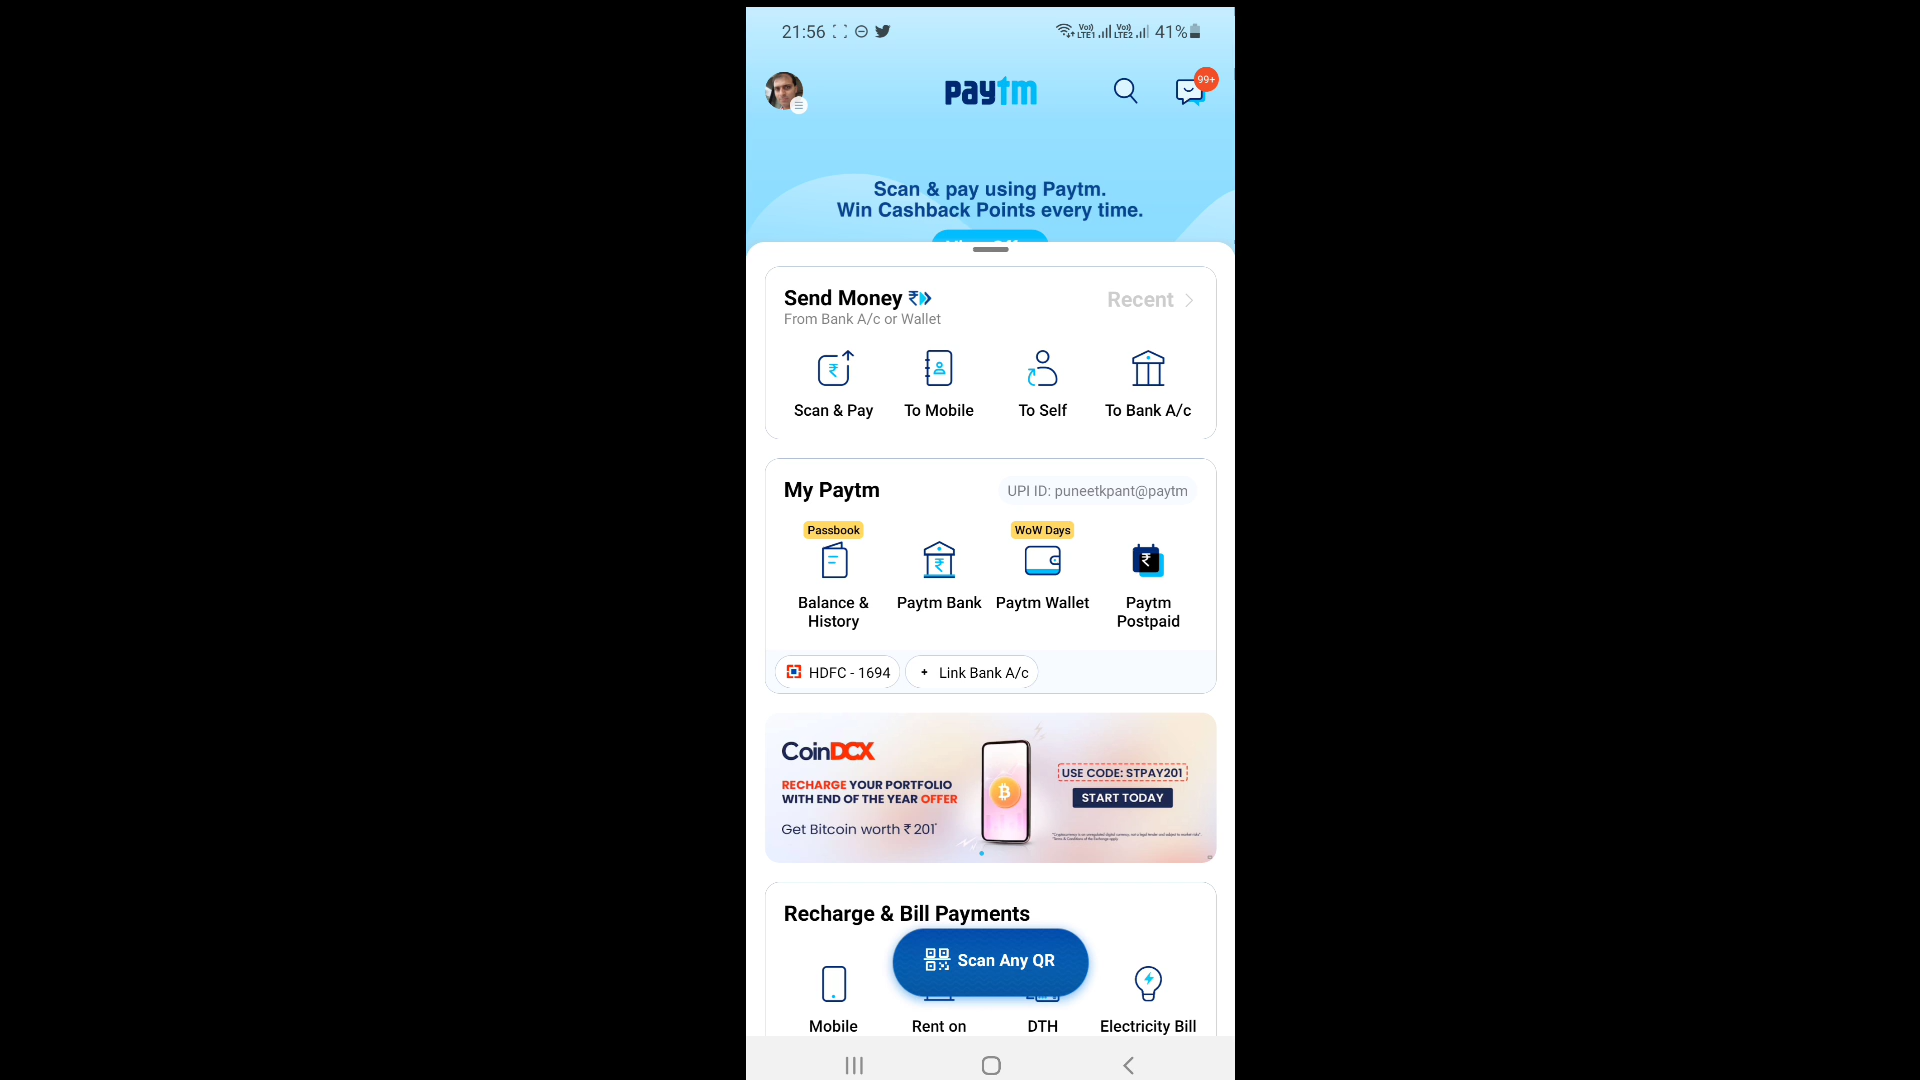 21:56
Vo)) LTE1 Vo)) LTE2 41%
paytm
99+
Scan & pay using Paytm.
Win Cashback Points every time.
Send Money
Recent
From Bank A/c or Wallet
Scan & Pay To Mobile To Self To Bank A/c
My Paytm
UPI ID: puneetkpant@paytm
Passbook
WoW Days
Balance & History
Paytm Bank
Paytm Wallet
Paytm Postpaid
HDFC - 1694
+ Link Bank A/c
CoinDCX
RECHARGE YOUR PORTFOLIO
WITH END OF THE YEAR OFFER
Get Bitcoin worth ₹201*
USE CODE: STPAY201
START TODAY
Recharge & Bill Payments
Scan Any QR
Mobile Rent on DTH Electricity Bill